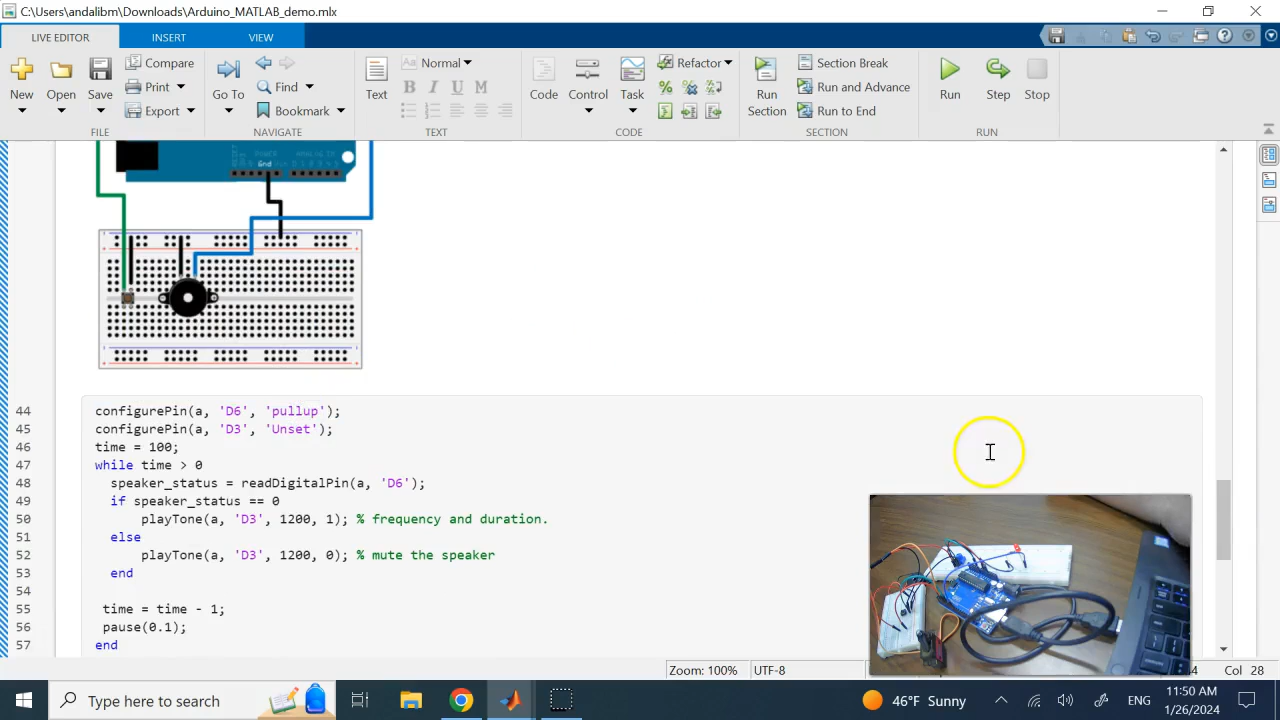 C:\Users\andalibm\Downloads\Arduino_MATLAB_demo.mlx
LIVE EDITOR INSERT VIEW
New Open Save Compare Print Export
FILE
Go To Find Bookmark
NAVIGATE
Text Aa Normal
B I U M
TEXT
Code Control Task Refactor
CODE
Run Section Section Break Run and Advance Run to End
SECTION
Run Step Stop
RUN
POWER ANALOG IN
Gnd
44 configurePin(a, 'D6', 'pullup');
45 configurePin(a, 'D3', 'Unset');
46 time = 100;
47 while time > 0
48 speaker_status = readDigitalPin(a, 'D6');
49 if speaker_status == 0
50 playTone(a, 'D3', 1200, 1); % frequency and duration.
51 else
52 playTone(a, 'D3', 1200, 0); % mute the speaker
53 end
54
55 time = time - 1;
56 pause(0.1);
57 end
Zoom: 100% UTF-8 4 Col 28
Type here to search
46°F Sunny
ENG
11:50 AM
1/26/2024